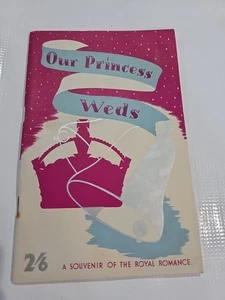 Our Princess
Weds
2/6
A SOUVENIR OF THE ROYAL ROMANCE